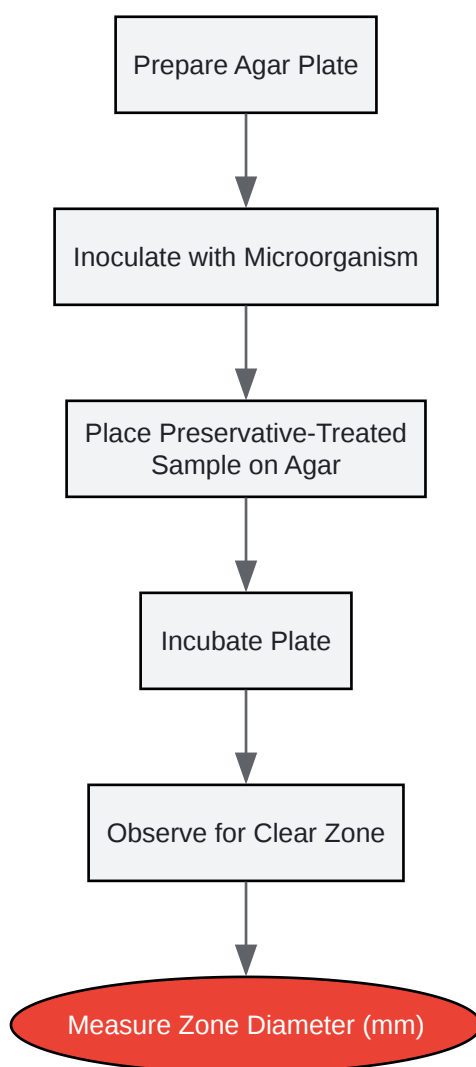 Prepare Agar Plate
Inoculate with Microorganism
Place Preservative-Treated
Sample on Agar
Incubate Plate
Observe for Clear Zone
Measure Zone Diameter (mm)